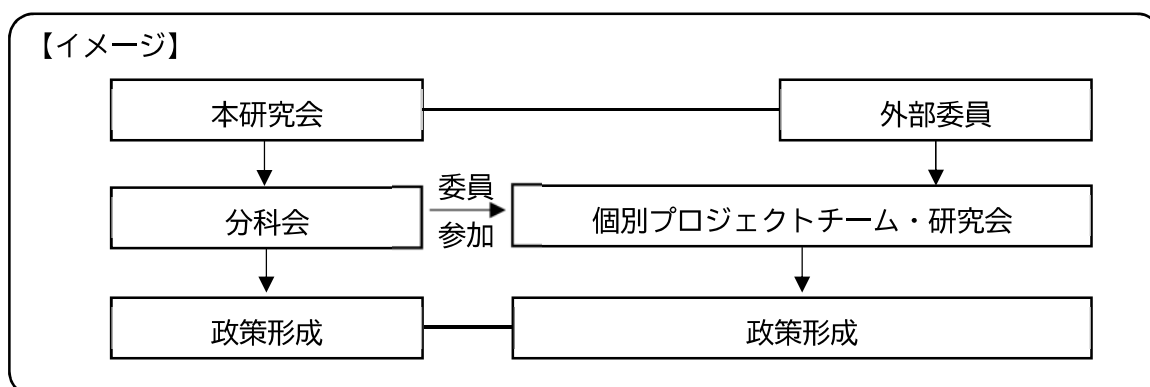 【イメージ】
本研究会
外部委員
分科会
委員
参加
個別プロジェクトチーム・研究会
政策形成
政策形成